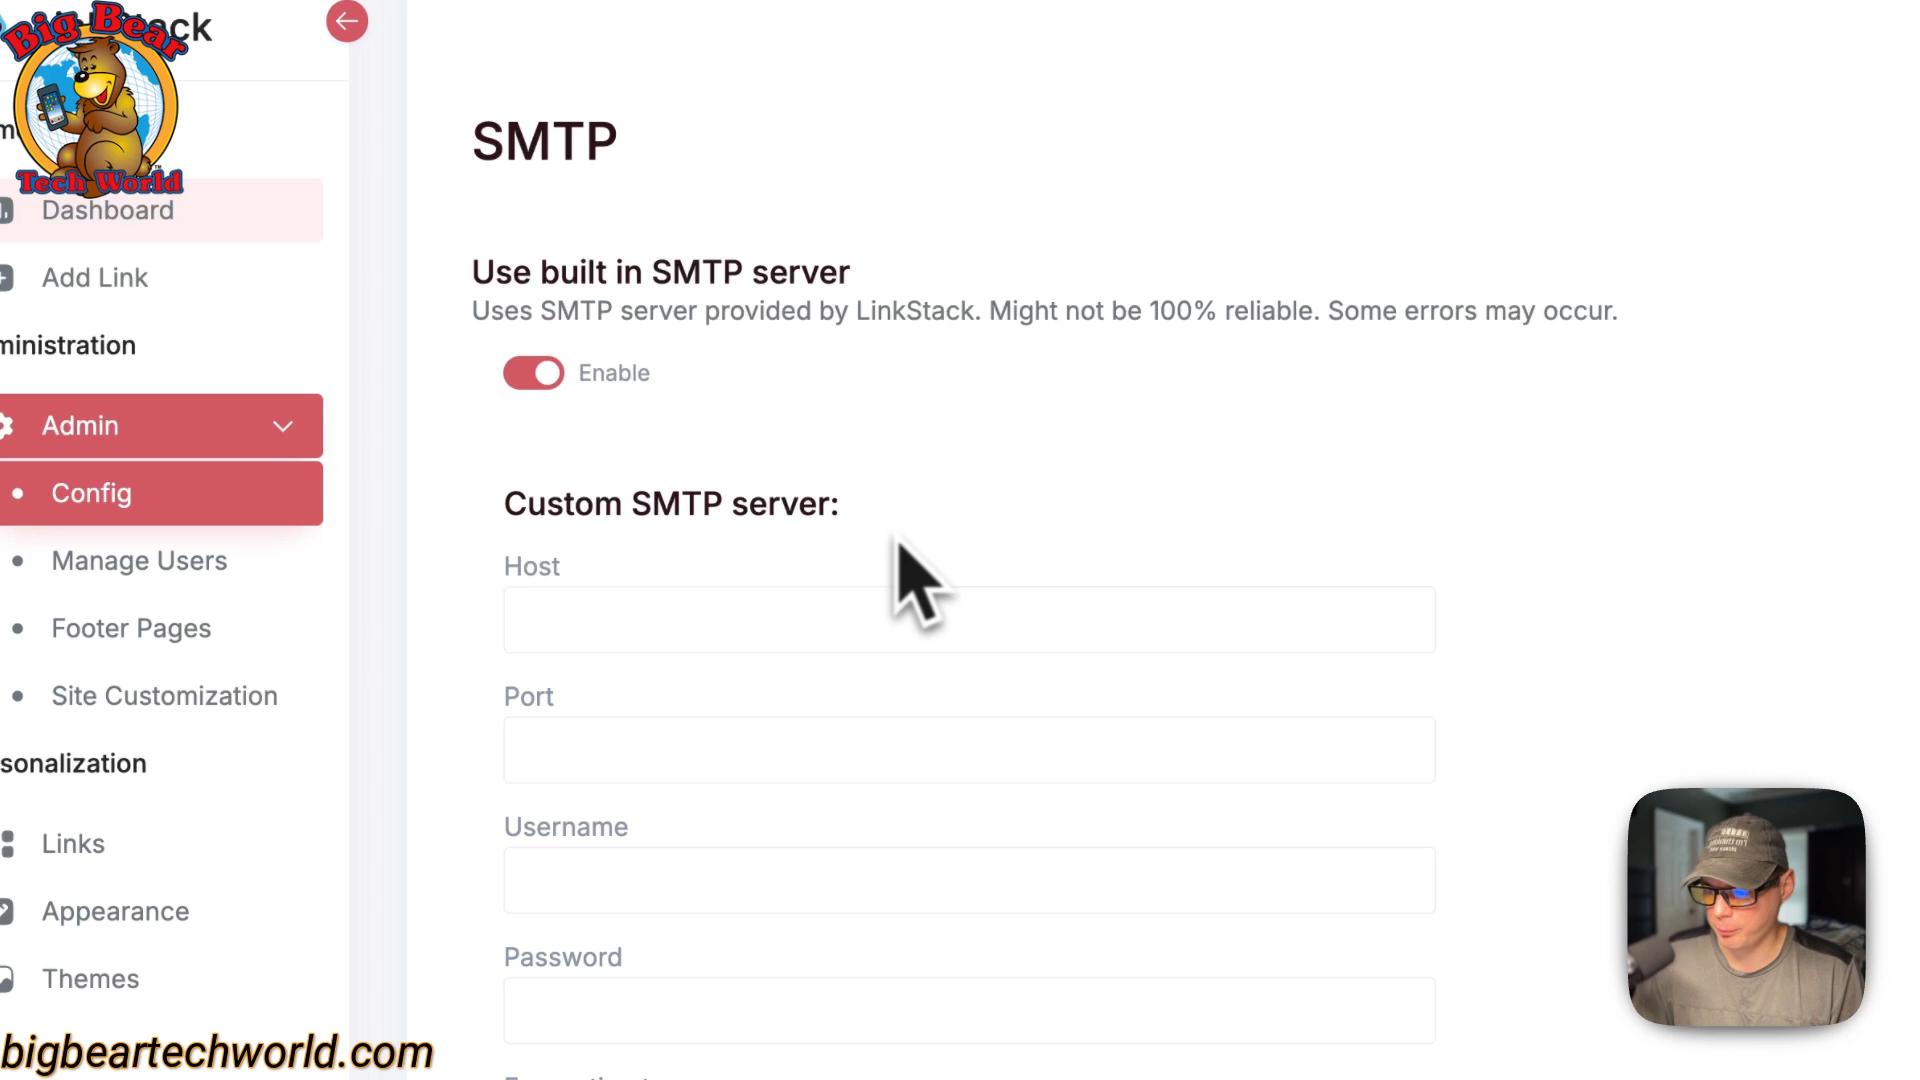 Big Bear
Tech World
ck
Dashboard
Add Link
ministration
Admin
Config
Manage Users
Footer Pages
Site Customization
sonalization
Links
Appearance
Themes
bigbeartechworld.com
SMTP
Use built in SMTP server
Uses SMTP server provided by LinkStack. Might not be 100% reliable. Some errors may occur.
Enable
Custom SMTP server:
Host
Port
Username
Password